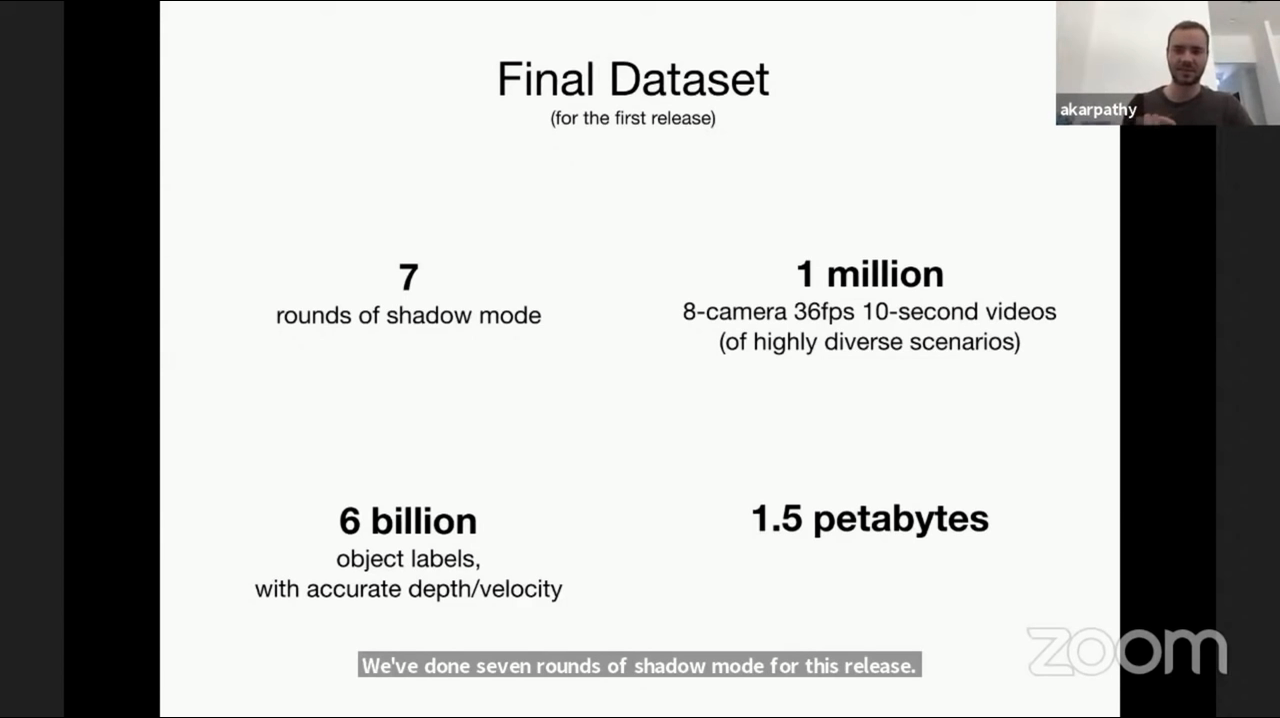 Final Dataset
(for the first release)
akarpathy
7
rounds of shadow mode
1 million
8-camera 36fps 10-second videos
(of highly diverse scenarios)
6 billion
object labels,
with accurate depth/velocity
1.5 petabytes
We've done seven rounds of shadow mode for this release.
zoom